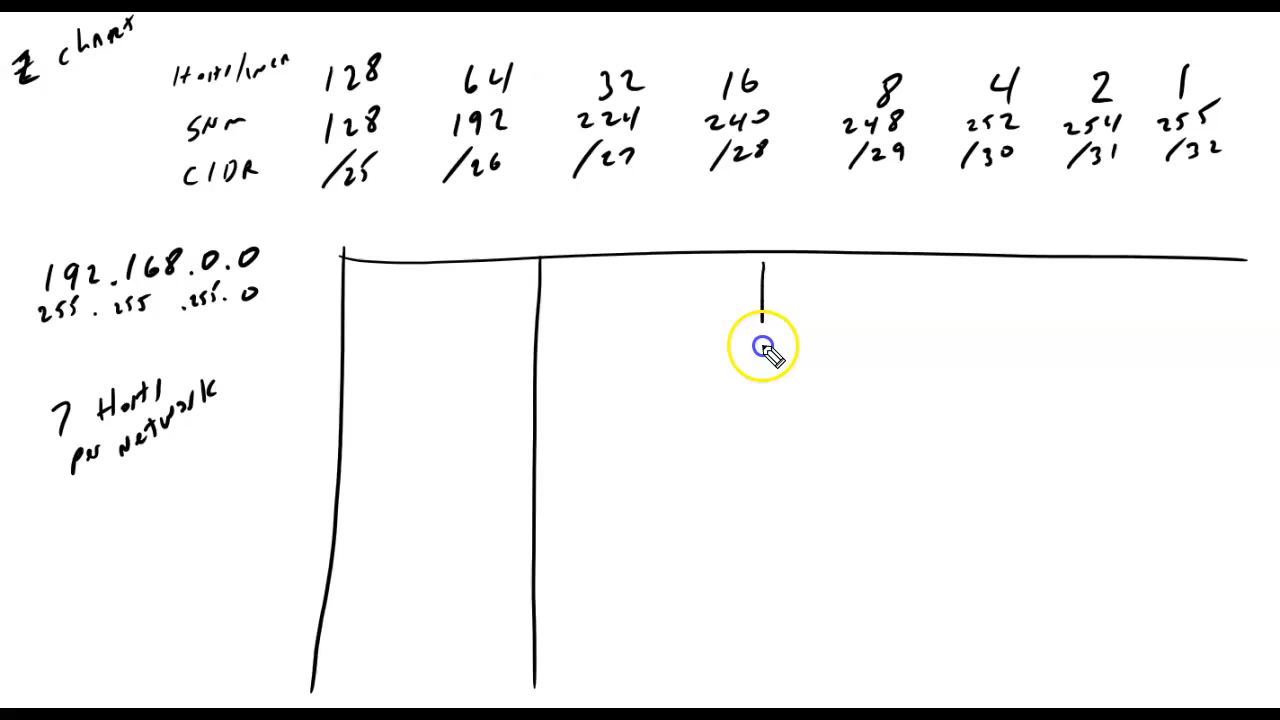 Z chart
Hosts/incr 128 64 32 16 8 4 2 1
SNM 128 192 224 240 248 252 254 255
CIDR /25 /26 /27 /28 /29 /30 /31 /32
192.168.0.0
255.255.255.0
7 Hosts
per network